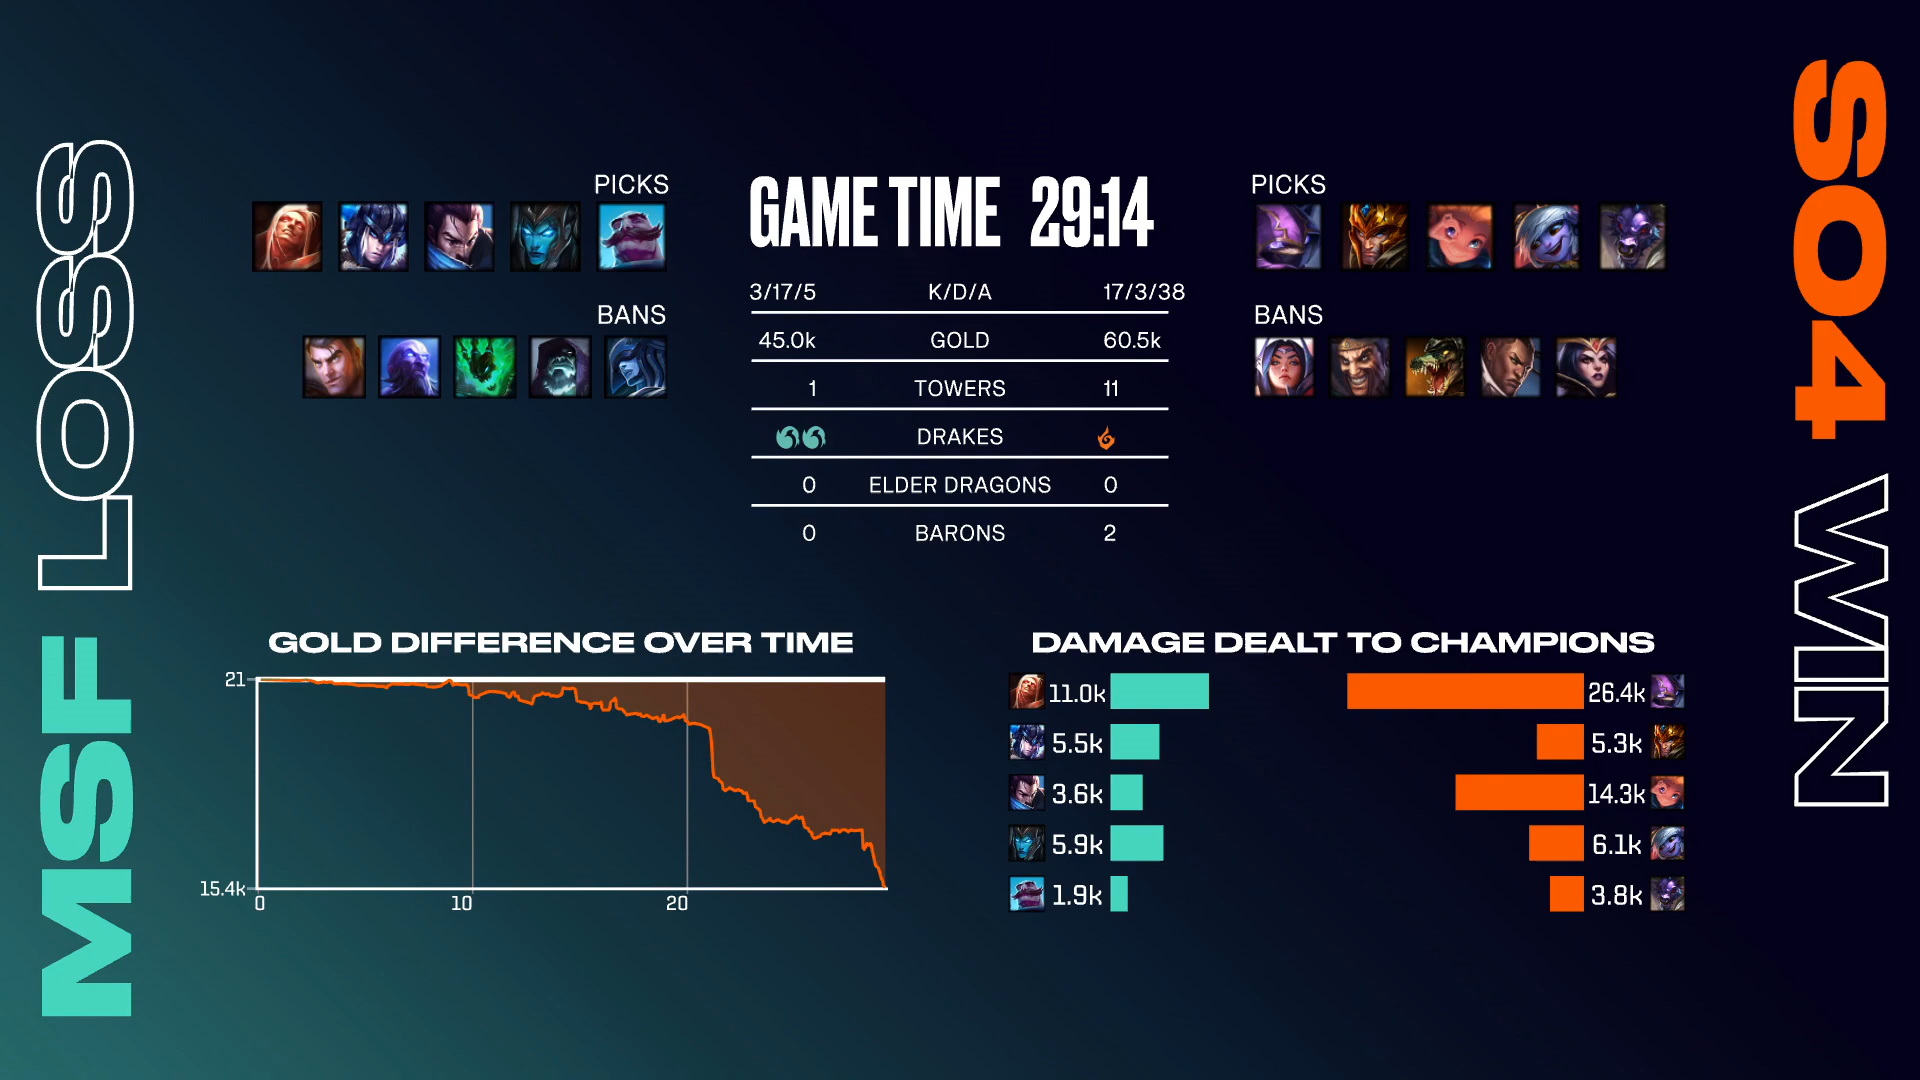 MSF LOSS
PICKS
BANS
GAME TIME 29:14
3/17/5 K/D/A 17/3/38
45.0k GOLD 60.5k
1 TOWERS 11
DRAKES
0 ELDER DRAGONS 0
0 BARONS 2
PICKS
BANS
S04 WIN
GOLD DIFFERENCE OVER TIME
21
15.4k
0 10 20
DAMAGE DEALT TO CHAMPIONS
11.0k 26.4k
5.5k 5.3k
3.6k 14.3k
5.9k 6.1k
1.9k 3.8k